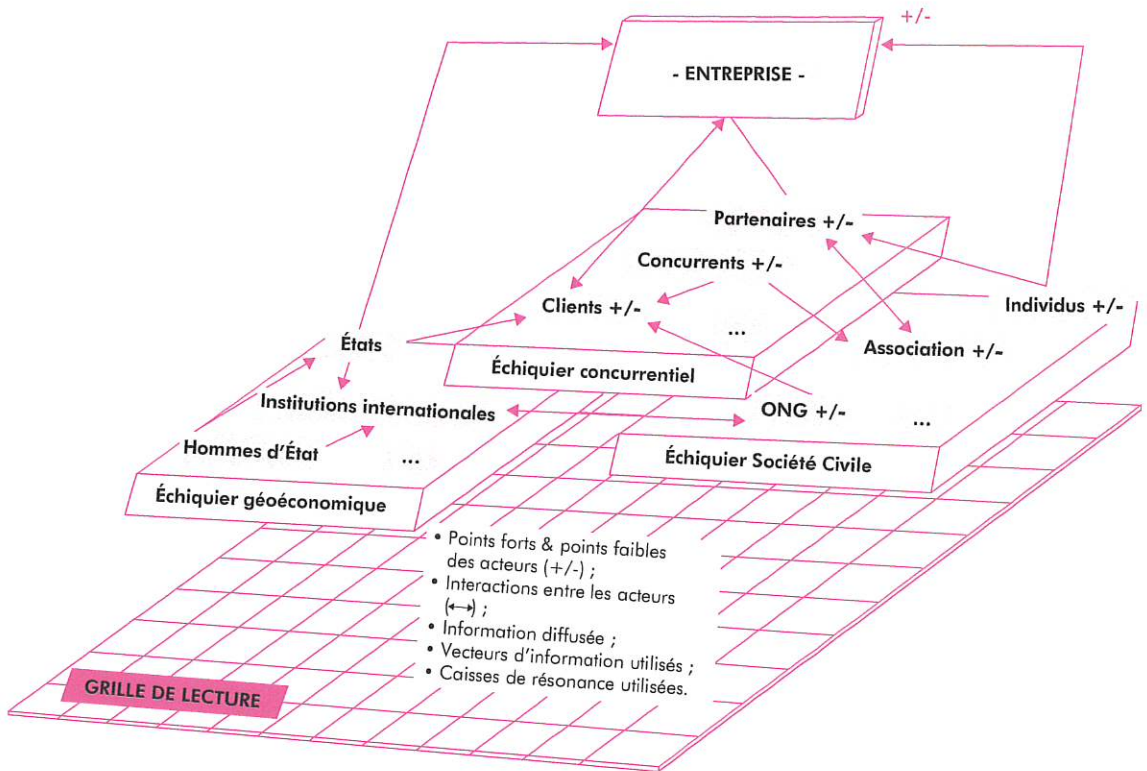 +/-
- ENTREPRISE -
Partenaires +/-
Concurrents +/-
Clients +/-
...
Individus +/-
États
Association +/-
Échiquier concurrentiel
Institutions internationales
ONG +/-
...
Hommes d'État
...
Échiquier Société Civile
Échiquier géoéconomique
• Points forts & points faibles
des acteurs (+/-) ;
• Interactions entre les acteurs
(↔) ;
• Information diffusée ;
• Vecteurs d'information utilisés ;
• Caisses de résonance utilisées.
GRILLE DE LECTURE